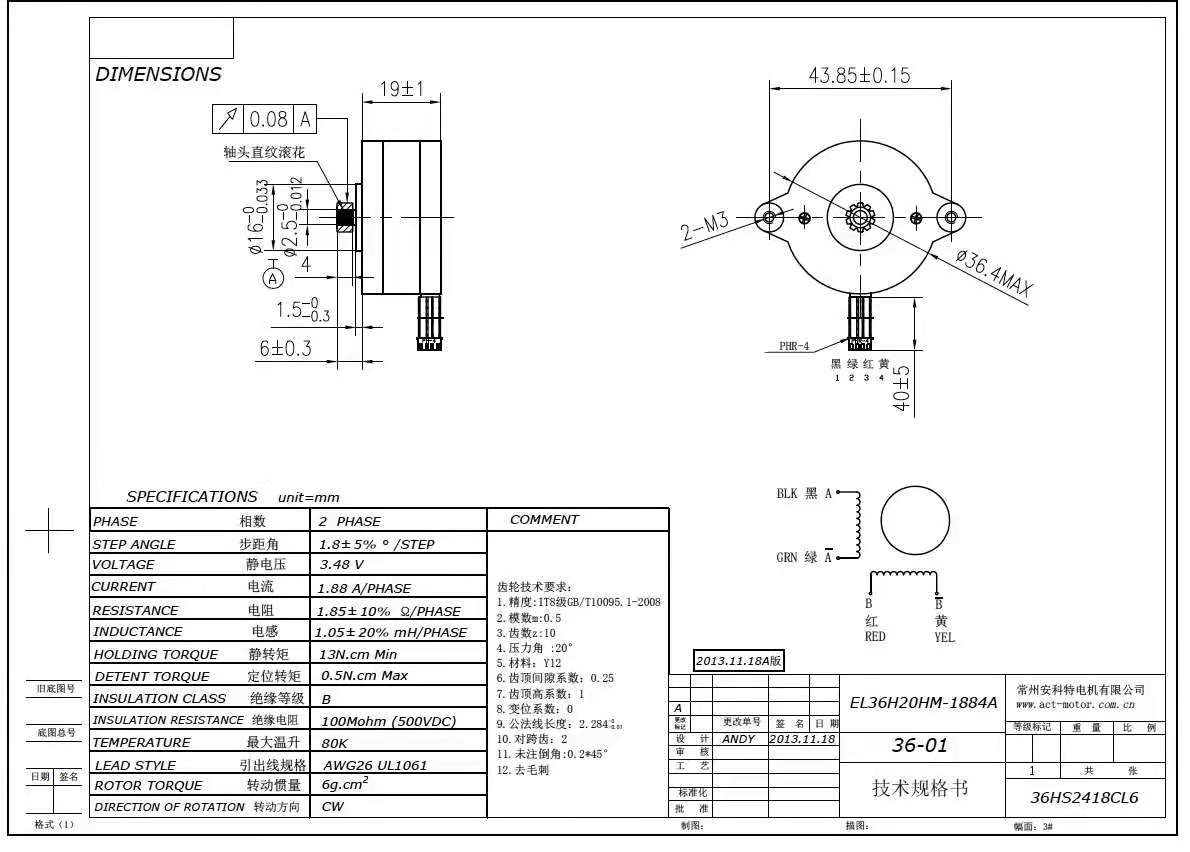 DIMENSIONS
19±1
0.08 A
轴头直纹滚花
ø16-0
-0.033
ø2.5-0
-0.012
A
4
1.5-0
-0.3
6±0.3
43.85±0.15
2-M3
ø36.4MAX
PHR-4
黑 绿 红 黄
1 2 3 4
40±5
BLK 黑 A
GRN 绿 A̅
B B̅
红 黄
RED YEL
SPECIFICATIONS unit=mm
PHASE 相数 2 PHASE
STEP ANGLE 步距角 1.8±5% ° /STEP
VOLTAGE 静电压 3.48 V
CURRENT 电流 1.88 A/PHASE
RESISTANCE 电阻 1.85±10% Ω/PHASE
INDUCTANCE 电感 1.05±20% mH/PHASE
HOLDING TORQUE 静转矩 13N.cm Min
DETENT TORQUE 定位转矩 0.5N.cm Max
INSULATION CLASS 绝缘等级 B
INSULATION RESISTANCE 绝缘电阻 100Mohm (500VDC)
TEMPERATURE 最大温升 80K
LEAD STYLE 引出线规格 AWG26 UL1061
ROTOR TORQUE 转动惯量 6g.cm²
DIRECTION OF ROTATION 转动方向 CW
COMMENT
齿轮技术要求:
1.精度:IT8级GB/T10095.1-2008
2.模数m:0.5
3.齿数z:10
4.压力角 :20°
5.材料: Y12
6.齿顶间隙系数: 0.25
7.齿顶高系数: 1
8.变位系数: 0
9.公法线长度: 2.284
10.对跨齿: 2
11.未注倒角:0.2*45°
12.去毛刺
2013.11.18A版
A
更改标记 更改单号 签 名 日 期
设 计 ANDY 2013.11.18
审 核
工 艺
标准化
批 准
EL36H20HM-1884A
36-01
技术规格书
常州安科特电机有限公司
www.act-motor.com.cn
等级标记 重 量 比 例
1 共 张
36HS2418CL6
旧底图号
底图总号
日期 签名
格式（1）
制图:
描图:
幅面: 3#